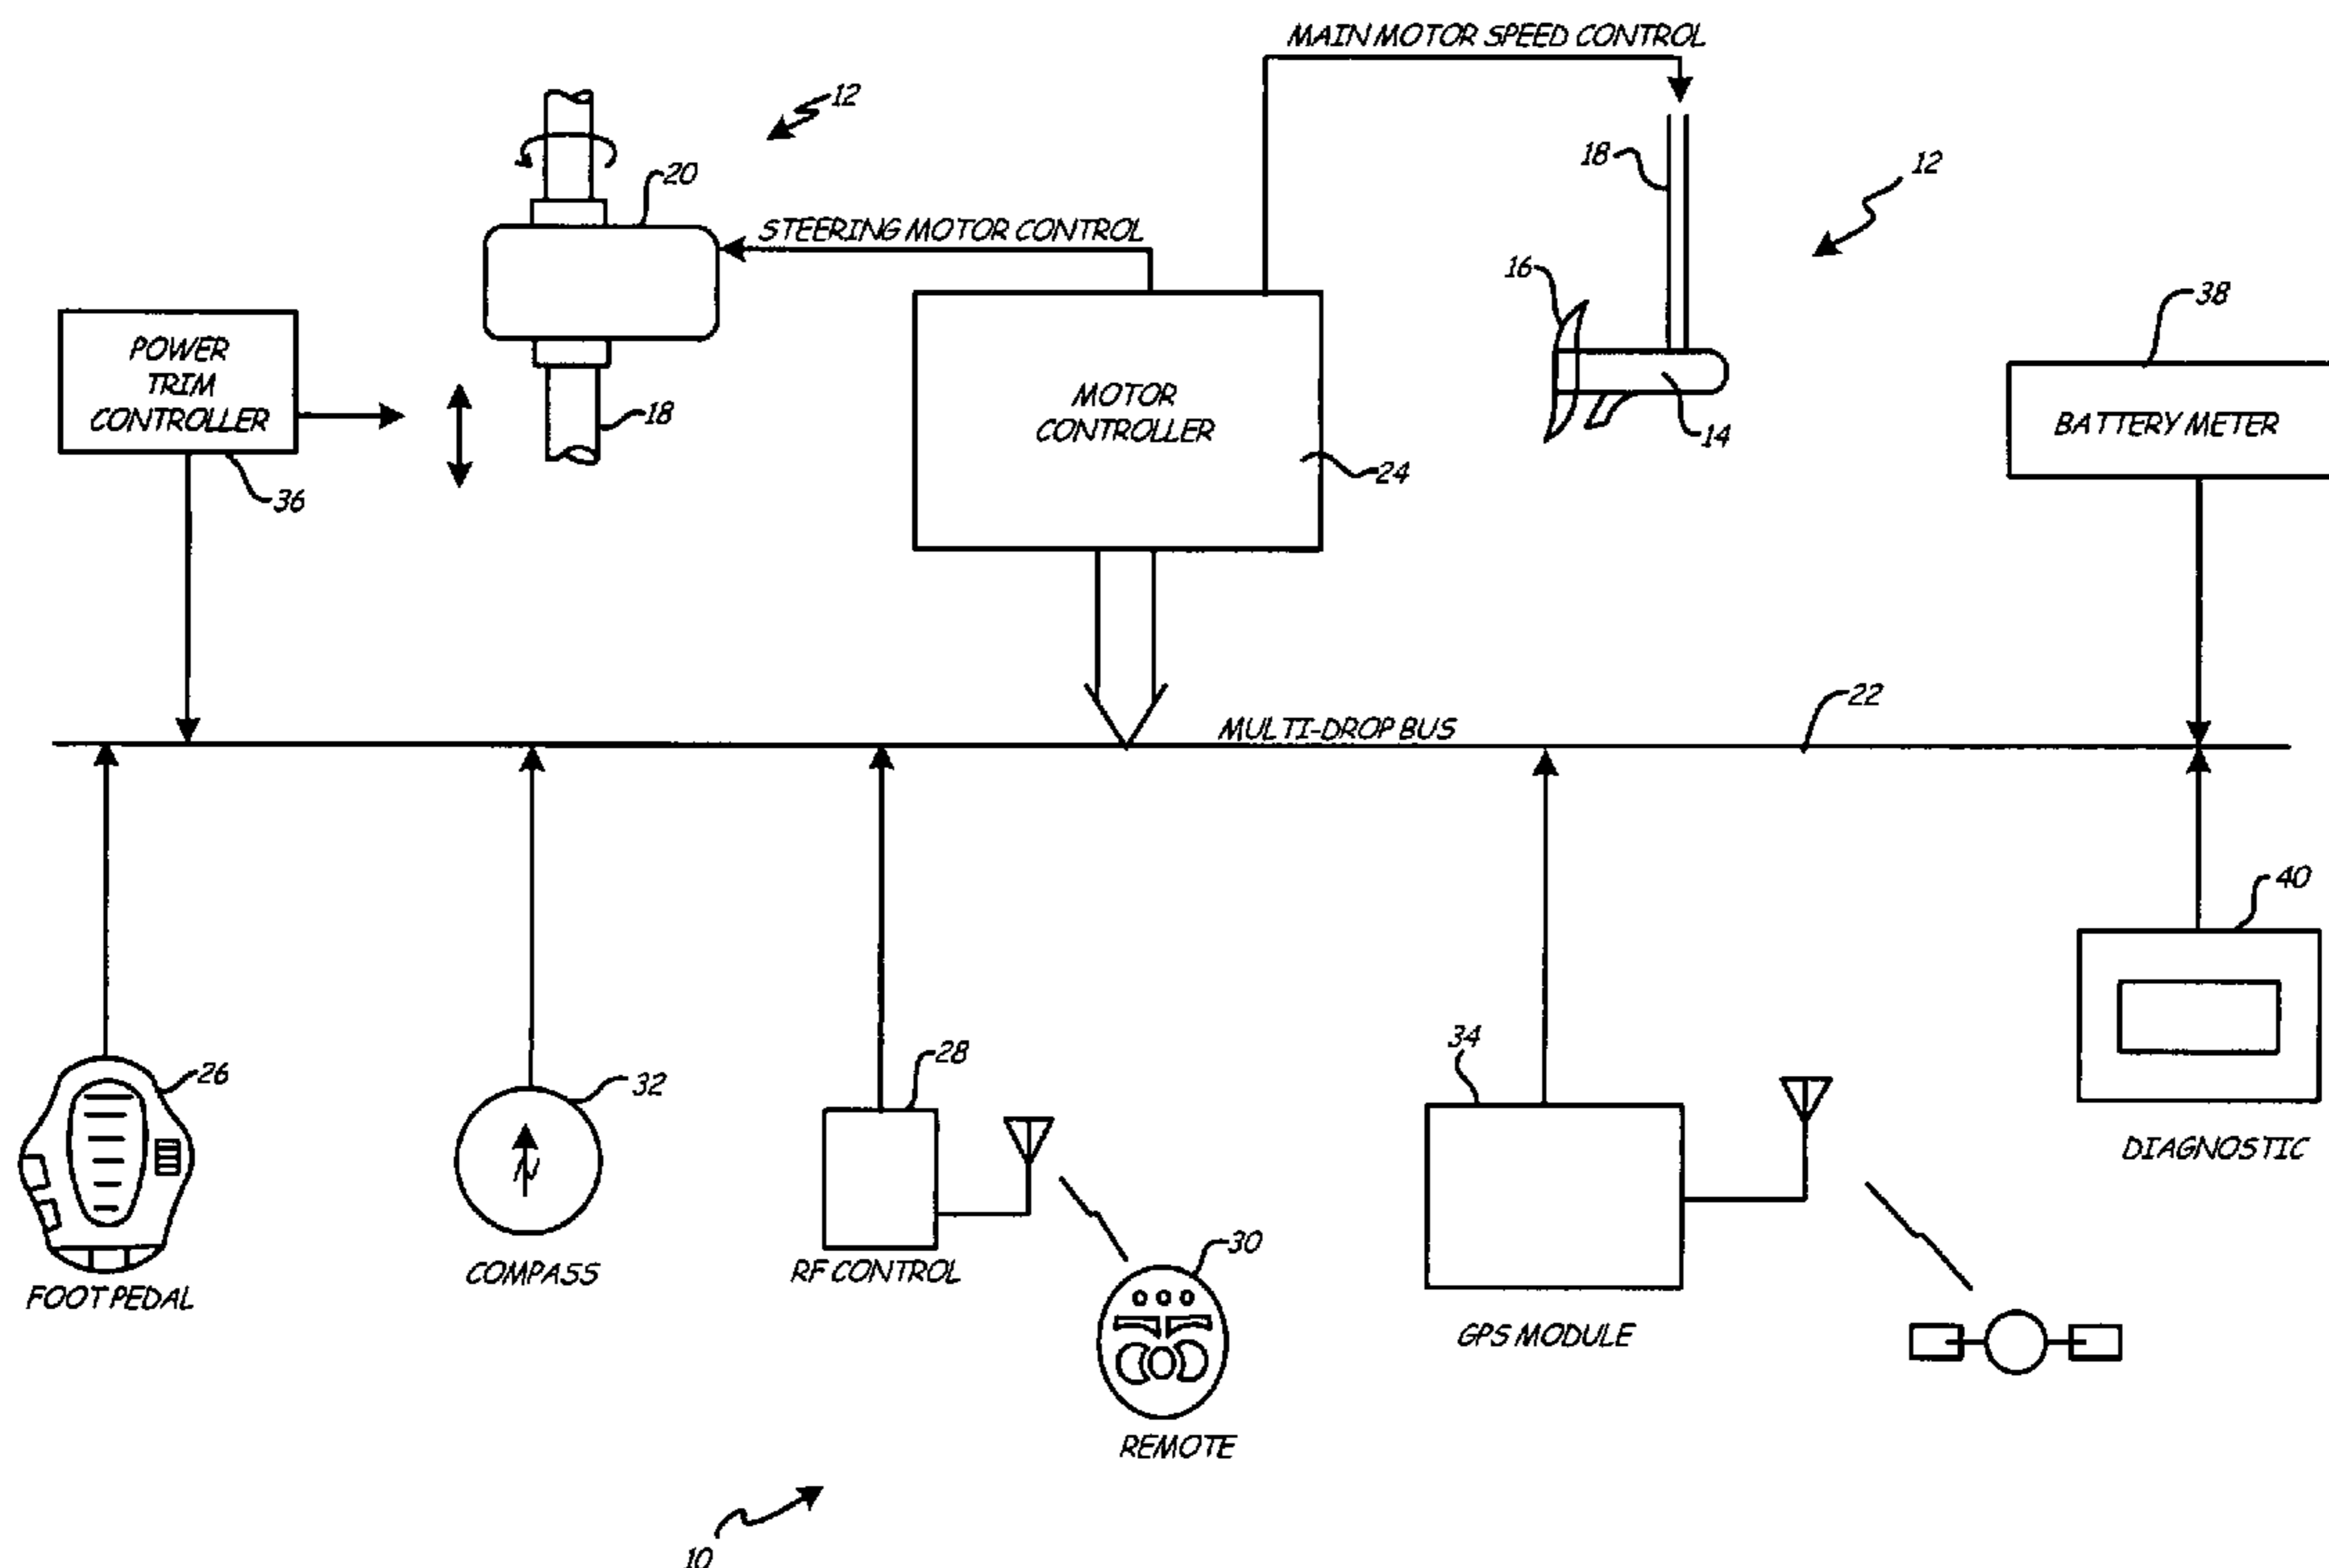 MAIN MOTOR SPEED CONTROL
12
20
18
12
STEERING MOTOR CONTROL
16
38
POWER
TRIM
CONTROLLER
MOTOR
CONTROLLER
18
14
BATTERY METER
24
36
22
MULTI-DROP BUS
40
26
32
28
34
DIAGNOSTIC
N
FOOT PEDAL
COMPASS
RF CONTROL
30
GPS MODULE
REMOTE
10